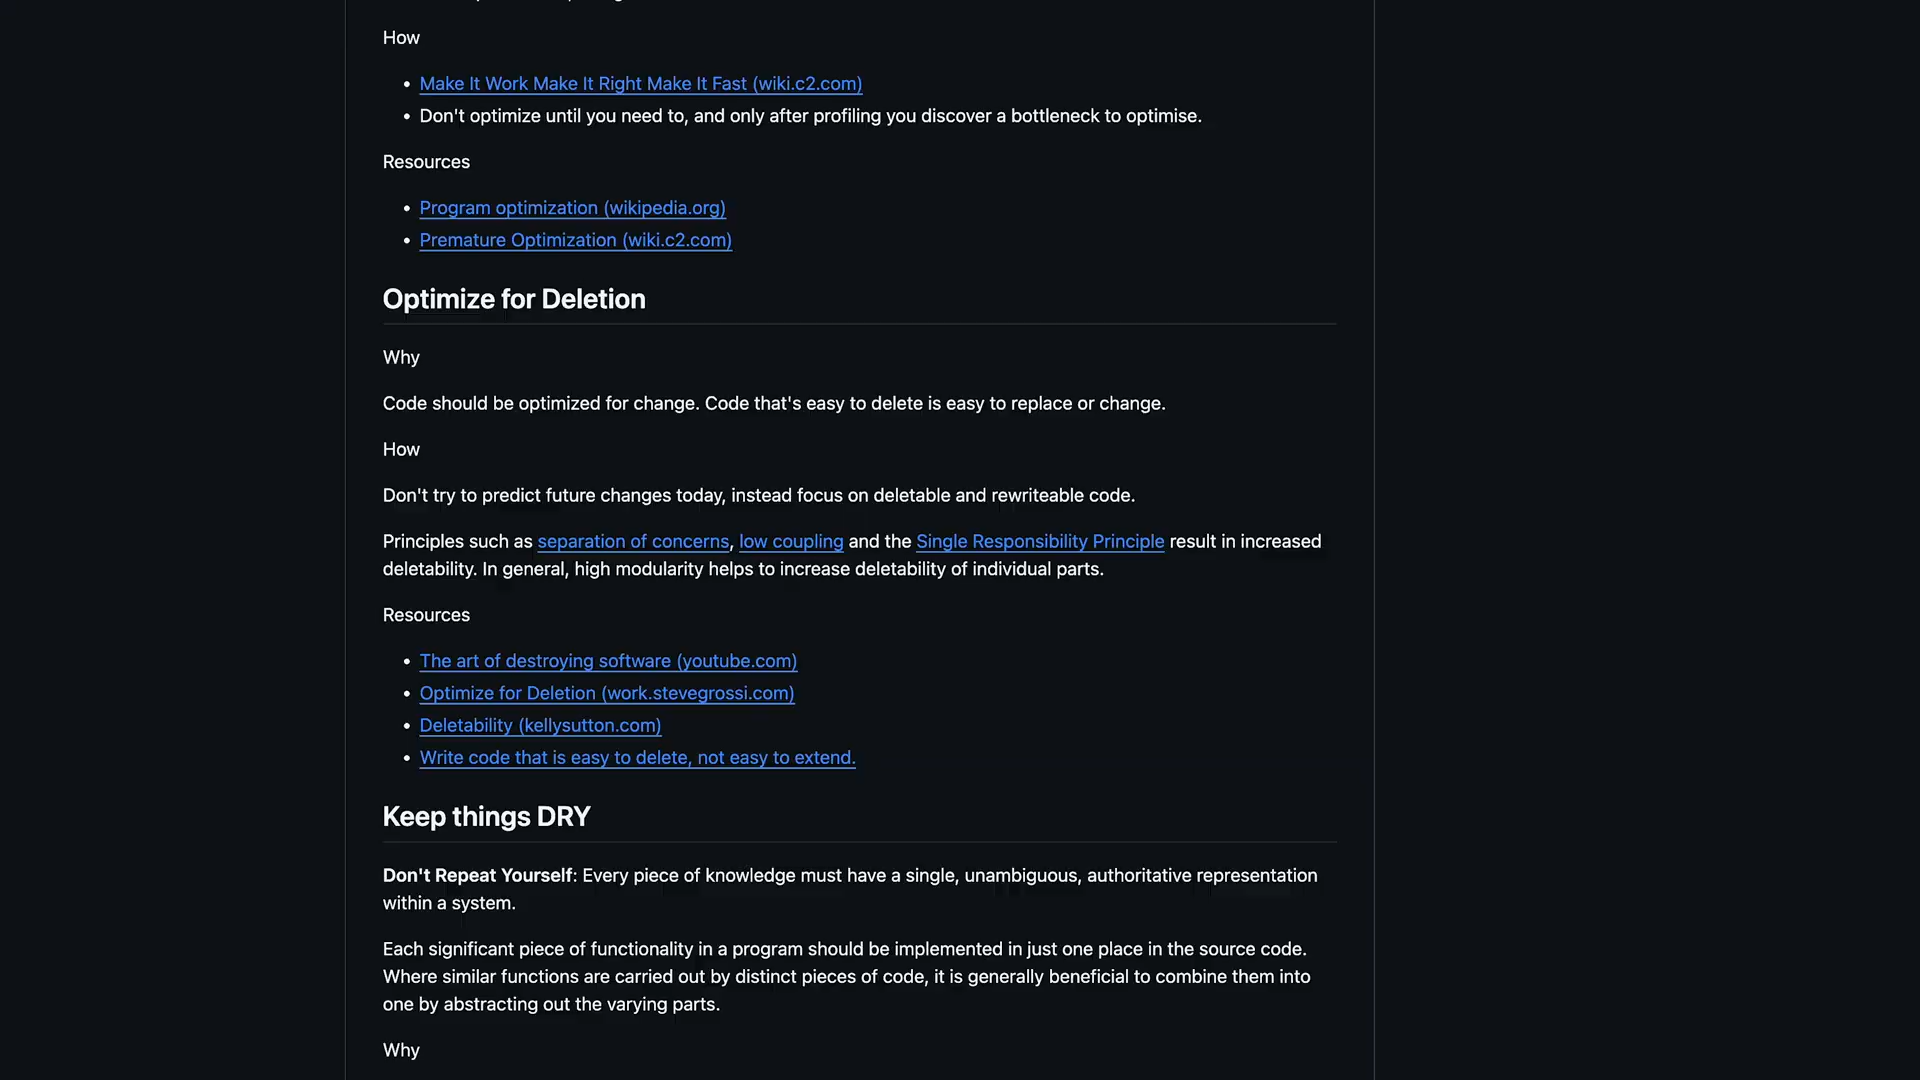 How
Make It Work Make It Right Make It Fast (wiki.c2.com)
Don't optimize until you need to, and only after profiling you discover a bottleneck to optimise.
Resources
Program optimization (wikipedia.org)
Premature Optimization (wiki.c2.com)
Optimize for Deletion
Why
Code should be optimized for change. Code that's easy to delete is easy to replace or change.
How
Don't try to predict future changes today, instead focus on deletable and rewriteable code.
Principles such as separation of concerns, low coupling and the Single Responsibility Principle result in increased
deletability. In general, high modularity helps to increase deletability of individual parts.
Resources
The art of destroying software (youtube.com)
Optimize for Deletion (work.stevegrossi.com)
Deletability (kellysutton.com)
Write code that is easy to delete, not easy to extend.
Keep things DRY
Don't Repeat Yourself: Every piece of knowledge must have a single, unambiguous, authoritative representation
within a system.
Each significant piece of functionality in a program should be implemented in just one place in the source code.
Where similar functions are carried out by distinct pieces of code, it is generally beneficial to combine them into
one by abstracting out the varying parts.
Why